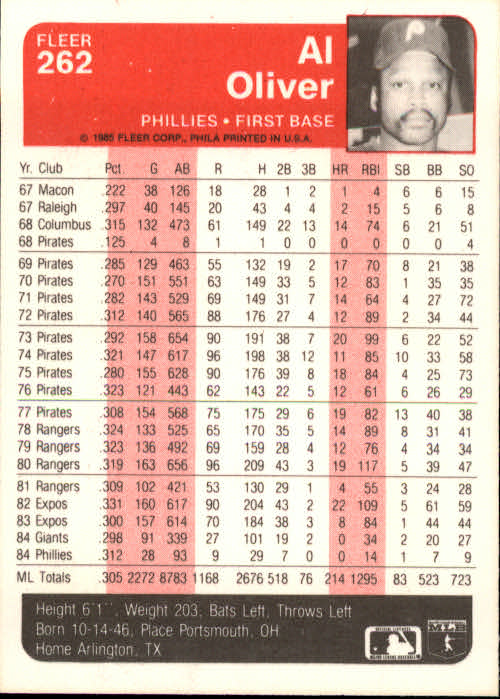 FLEER
262
Al
Oliver
PHILLIES • FIRST BASE
© 1985 FLEER CORP., PHILA PRINTED IN U.S.A.
Yr. Club Pct. G AB R H 2B 3B HR RBI SB BB SO
67 Macon .222 38 126 18 28 1 2 1 4 6 6 15
67 Raleigh .297 40 145 20 43 4 4 2 15 5 6 8
68 Columbus .315 132 473 61 149 22 13 14 74 6 21 51
68 Pirates .125 4 8 1 1 0 0 0 0 0 0 4
69 Pirates .285 129 463 55 132 19 2 17 70 8 21 38
70 Pirates .270 151 551 63 149 33 5 12 83 1 35 35
71 Pirates .282 143 529 69 149 31 7 14 64 4 27 72
72 Pirates .312 140 565 88 176 27 4 12 89 2 34 44
73 Pirates .292 158 654 90 191 38 7 20 99 6 22 52
74 Pirates .321 147 617 96 198 38 12 11 85 10 33 58
75 Pirates .280 155 628 90 176 39 8 18 84 4 25 73
76 Pirates .323 121 443 62 143 22 5 12 61 6 26 29
77 Pirates .308 154 568 75 175 29 6 19 82 13 40 38
78 Rangers .324 133 525 65 170 35 5 14 89 8 31 41
79 Rangers .323 136 492 69 159 28 4 12 76 4 34 34
80 Rangers .319 163 656 96 209 43 3 19 117 5 39 47
81 Rangers .309 102 421 53 130 29 1 4 55 3 24 28
82 Expos .331 160 617 90 204 43 2 22 109 5 61 59
83 Expos .300 157 614 70 184 38 3 8 84 1 44 44
84 Giants .298 91 339 27 101 19 2 0 34 2 20 27
84 Phillies .312 28 93 9 29 7 0 0 14 1 7 9
ML Totals .305 2272 8783 1168 2676 518 76 214 1295 83 523 723
Height 6'1", Weight 203, Bats Left, Throws Left
Born 10-14-46, Place Portsmouth, OH
Home Arlington, TX